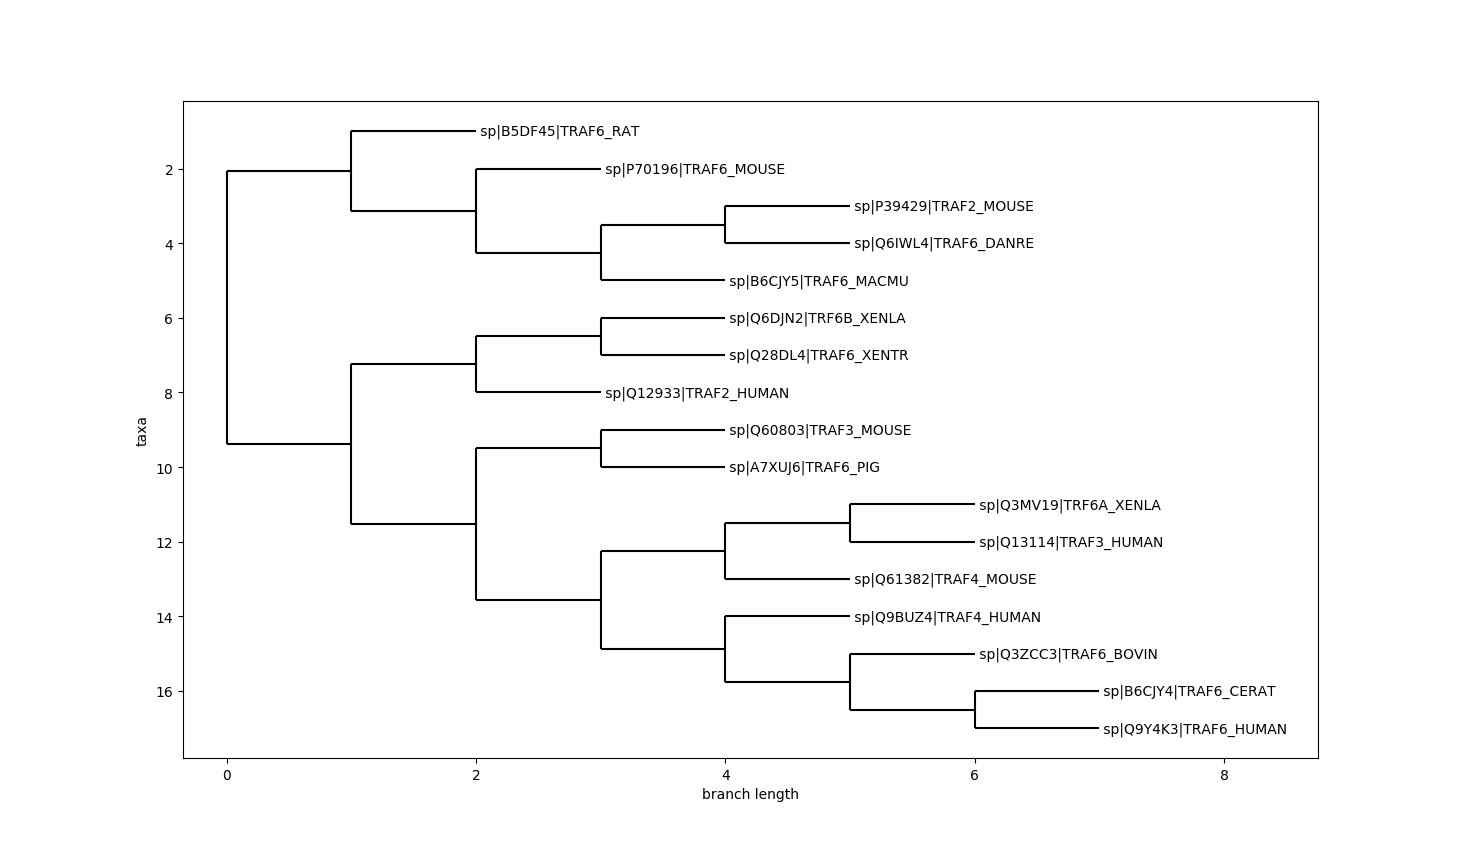 sp|B5DF45|TRAF6_RAT
2
sp|P70196|TRAF6_MOUSE
sp|P39429|TRAF2_MOUSE
4
sp|Q6IWL4|TRAF6_DANRE
sp|B6CJY5|TRAF6_MACMU
6
sp|Q6DJN2|TRF6B_XENLA
sp|Q28DL4|TRAF6_XENTR
8
sp|Q12933|TRAF2_HUMAN
taxa
sp|Q60803|TRAF3_MOUSE
10
sp|A7XUJ6|TRAF6_PIG
sp|Q3MV19|TRF6A_XENLA
12
sp|Q13114|TRAF3_HUMAN
sp|Q61382|TRAF4_MOUSE
14
sp|Q9BUZ4|TRAF4_HUMAN
sp|Q3ZCC3|TRAF6_BOVIN
16
sp|B6CJY4|TRAF6_CERAT
sp|Q9Y4K3|TRAF6_HUMAN
0 2 4 6 8
branch length